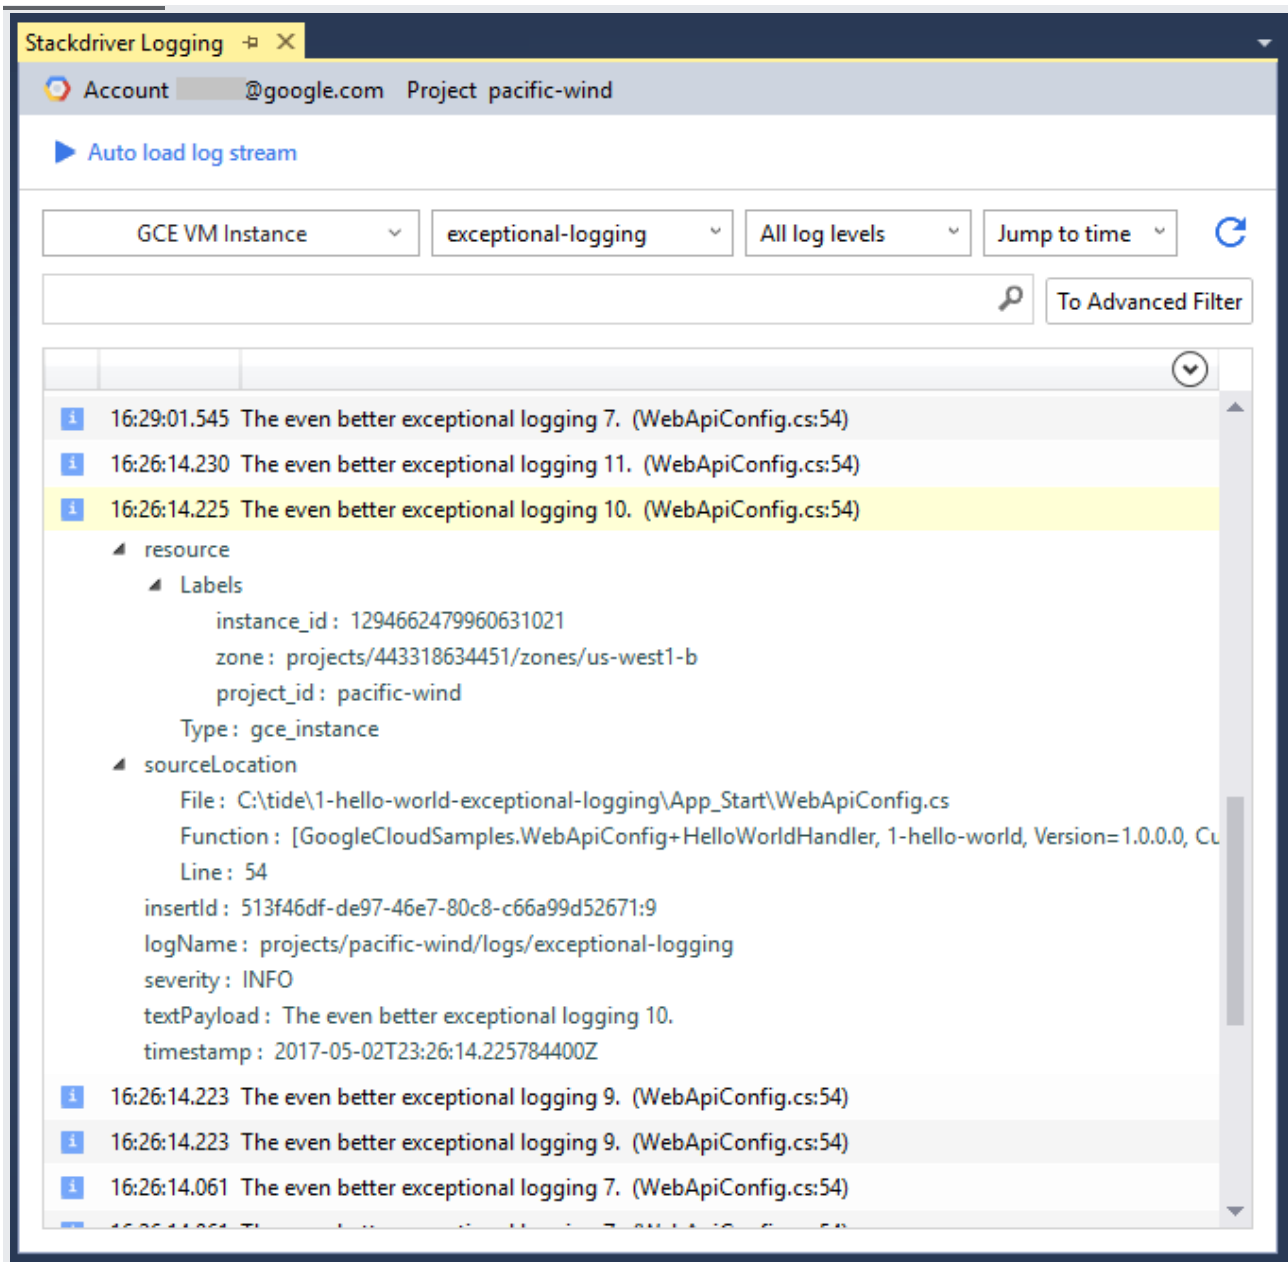 Stackdriver Logging
Account @google.com Project pacific-wind
Auto load log stream
GCE VM Instance exceptional-logging All log levels Jump to time
To Advanced Filter
16:29:01.545 The even better exceptional logging 7. (WebApiConfig.cs:54)
16:26:14.230 The even better exceptional logging 11. (WebApiConfig.cs:54)
16:26:14.225 The even better exceptional logging 10. (WebApiConfig.cs:54)
resource
Labels
instance_id : 1294662479960631021
zone : projects/443318634451/zones/us-west1-b
project_id : pacific-wind
Type : gce_instance
sourceLocation
File : C:\tide\1-hello-world-exceptional-logging\App_Start\WebApiConfig.cs
Function : [GoogleCloudSamples.WebApiConfig+HelloWorldHandler, 1-hello-world, Version=1.0.0.0, Cu
Line : 54
insertId : 513f46df-de97-46e7-80c8-c66a99d52671:9
logName : projects/pacific-wind/logs/exceptional-logging
severity : INFO
textPayload : The even better exceptional logging 10.
timestamp : 2017-05-02T23:26:14.225784400Z
16:26:14.223 The even better exceptional logging 9. (WebApiConfig.cs:54)
16:26:14.223 The even better exceptional logging 9. (WebApiConfig.cs:54)
16:26:14.061 The even better exceptional logging 7. (WebApiConfig.cs:54)